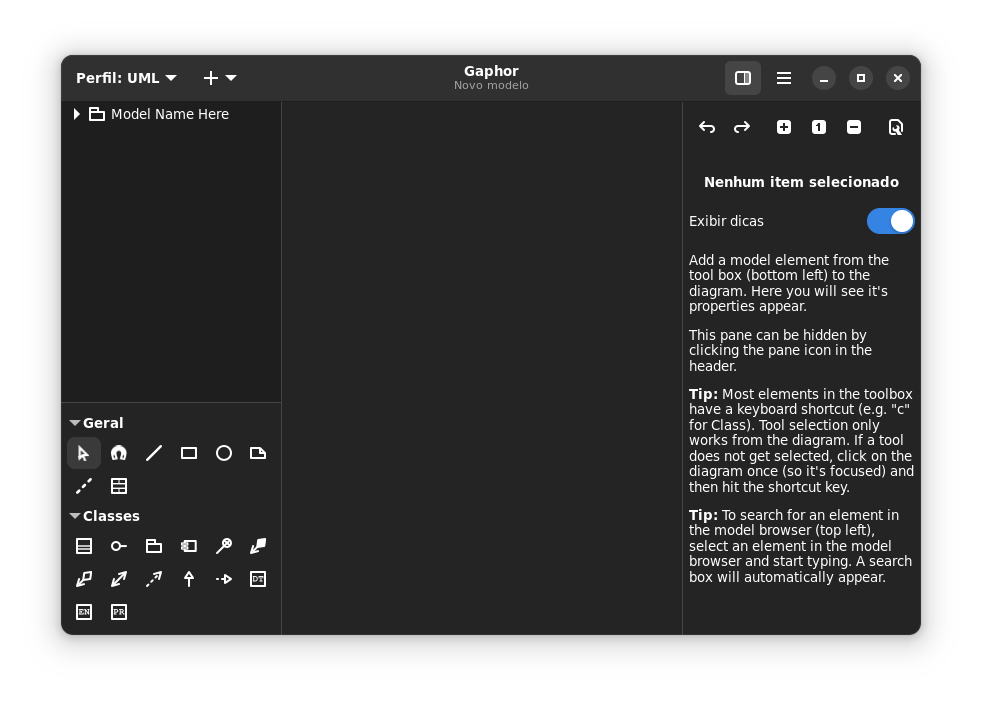 Perfil: UML
Gaphor
Novo modelo
Model Name Here
1
Nenhum item selecionado
Exibir dicas
Add a model element from the
tool box (bottom left) to the
diagram. Here you will see it's
properties appear.
This pane can be hidden by
clicking the pane icon in the
header.
Tip: Most elements in the toolbox
have a keyboard shortcut (e.g. "c"
for Class). Tool selection only
works from the diagram. If a tool
does not get selected, click on the
diagram once (so it's focused) and
then hit the shortcut key.
Tip: To search for an element in
the model browser (top left),
select an element in the model
browser and start typing. A search
box will automatically appear.
Geral
Classes
DT
EN PR